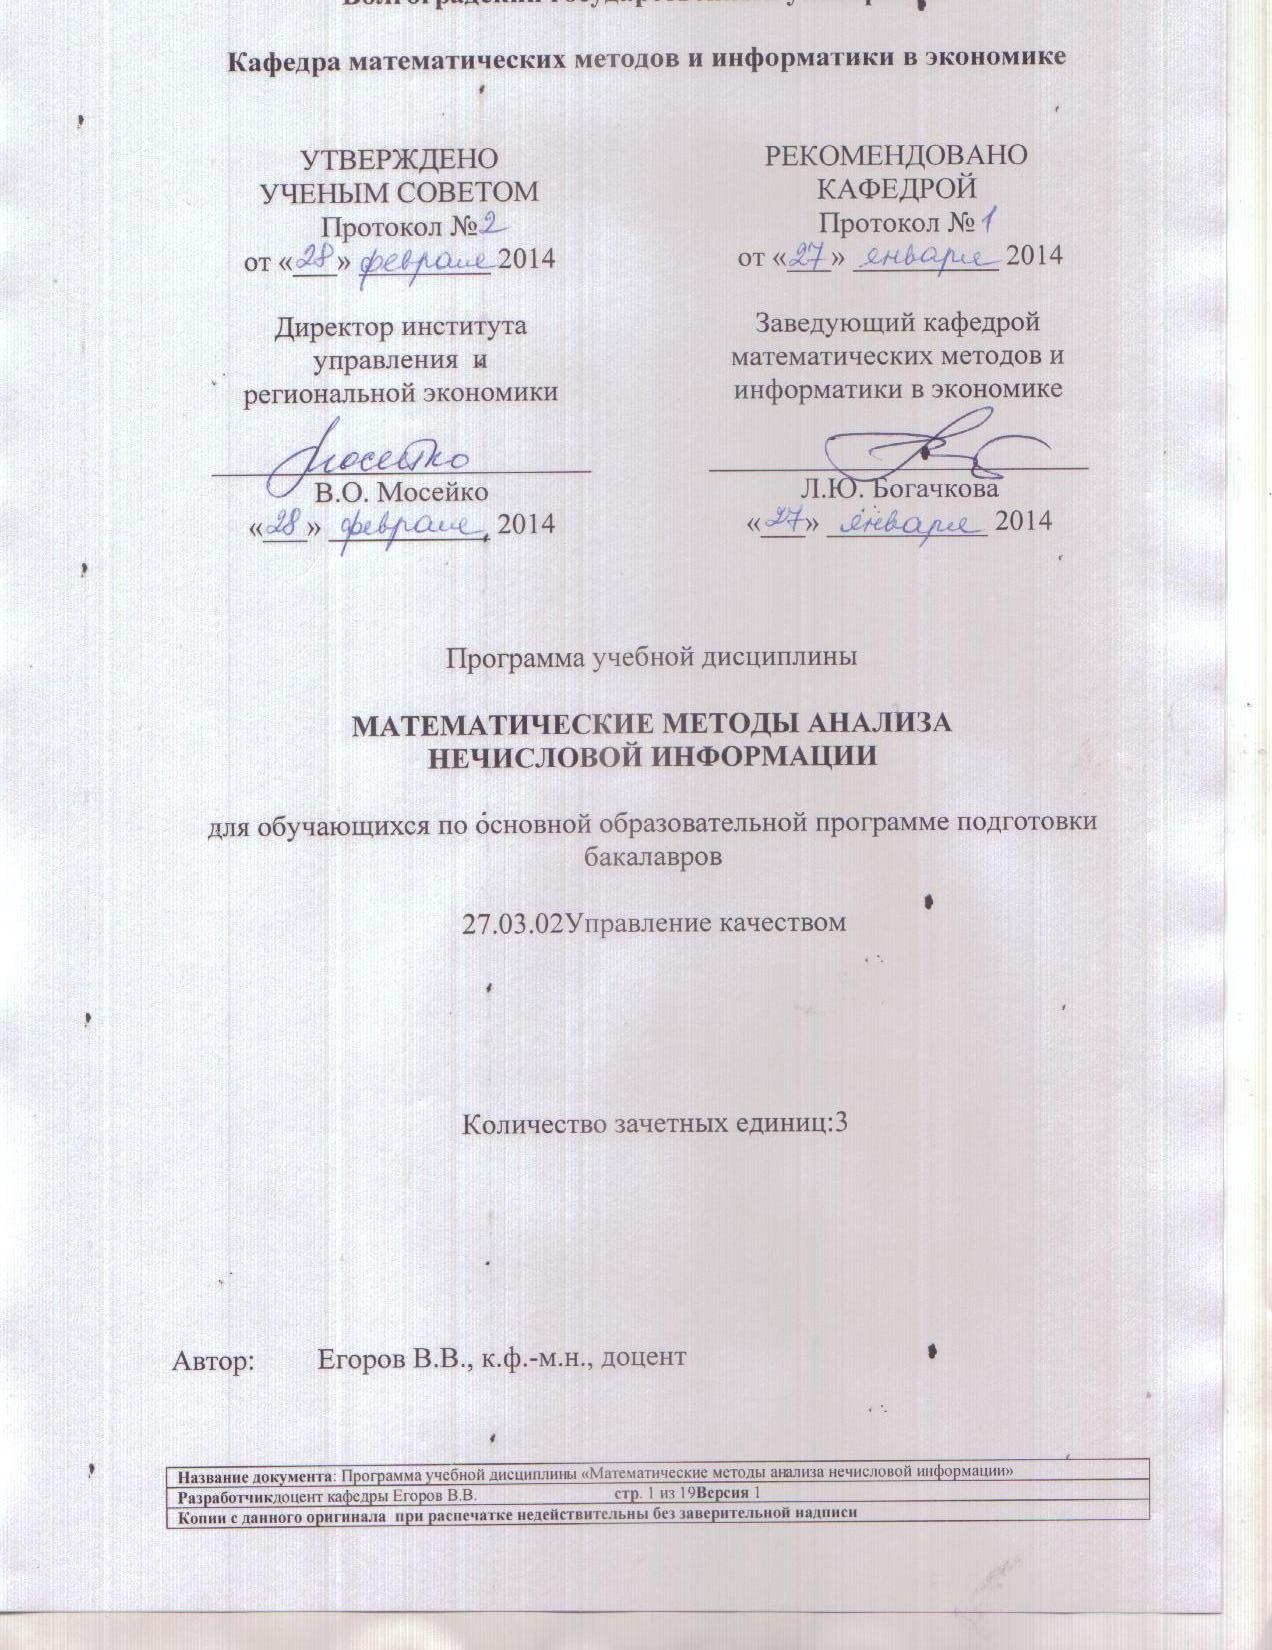 Кафедра математических методов и информатики в экономике
УТВЕРЖДЕНО
УЧЕНЫМ СОВЕТОМ
Протокол №2
от «28» февраля 2014
Директор института
управления и
региональной экономики
Мосейко
В.О. Мосейко
«28» февраля 2014
РЕКОМЕНДОВАНО
КАФЕДРОЙ
Протокол №1
от «27» января 2014
Заведующий кафедрой
математических методов и
информатики в экономике
Л.Ю. Богачкова
«27» января 2014
Программа учебной дисциплины
МАТЕМАТИЧЕСКИЕ МЕТОДЫ АНАЛИЗА
НЕЧИСЛОВОЙ ИНФОРМАЦИИ
для обучающихся по основной образовательной программе подготовки
бакалавров
27.03.02Управление качеством
Количество зачетных единиц:3
Автор: Егоров В.В., к.ф.-м.н., доцент
Название документа: Программа учебной дисциплины «Математические методы анализа нечисловой информации»
Разработчикдоцент кафедры Егоров В.В. стр. 1 из 19Версия 1
Копии с данного оригинала при распечатке недействительны без заверительной надписи